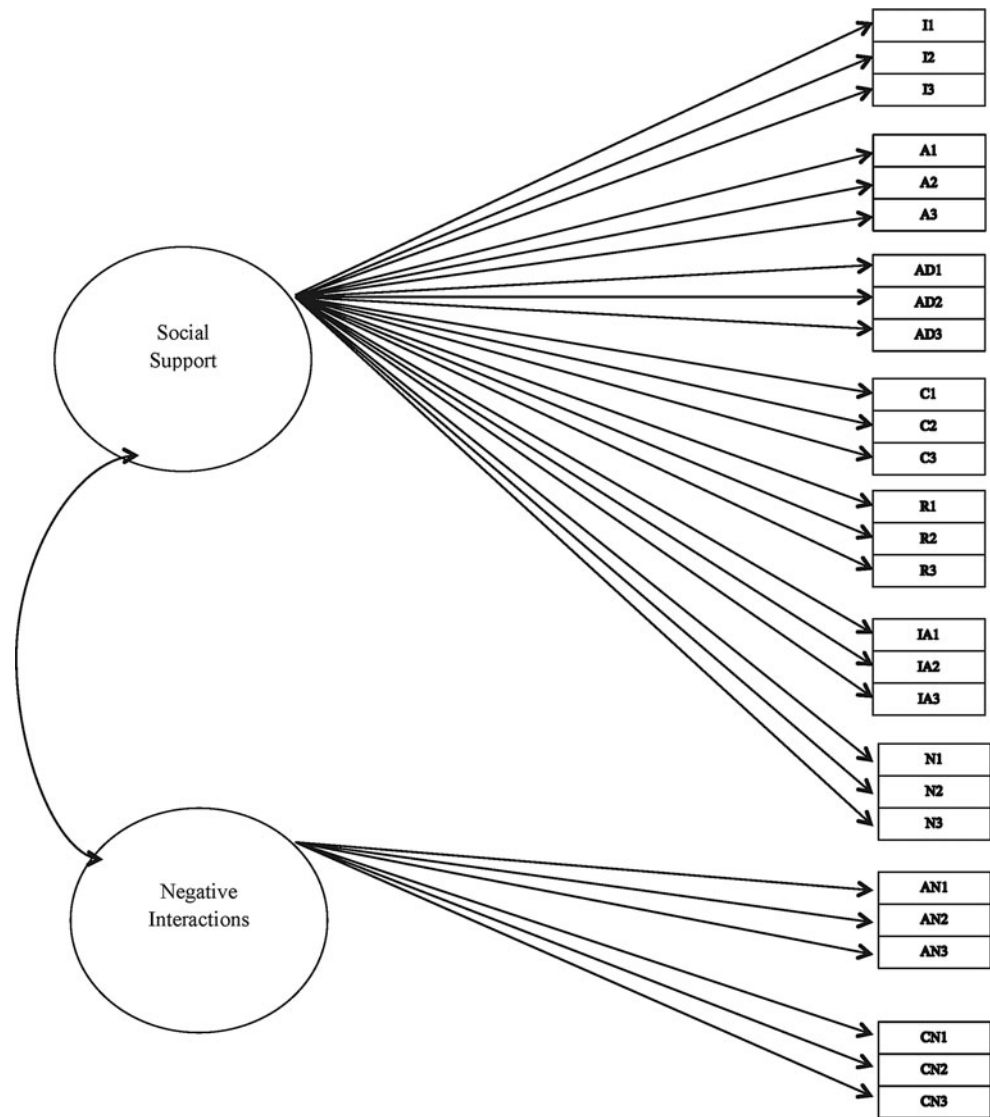 I1
I2
I3
A1
A2
A3
AD1
AD2
AD3
Social
Support
C1
C2
C3
R1
R2
R3
IA1
IA2
IA3
N1
N2
N3
Negative
Interactions
AN1
AN2
AN3
CN1
CN2
CN3